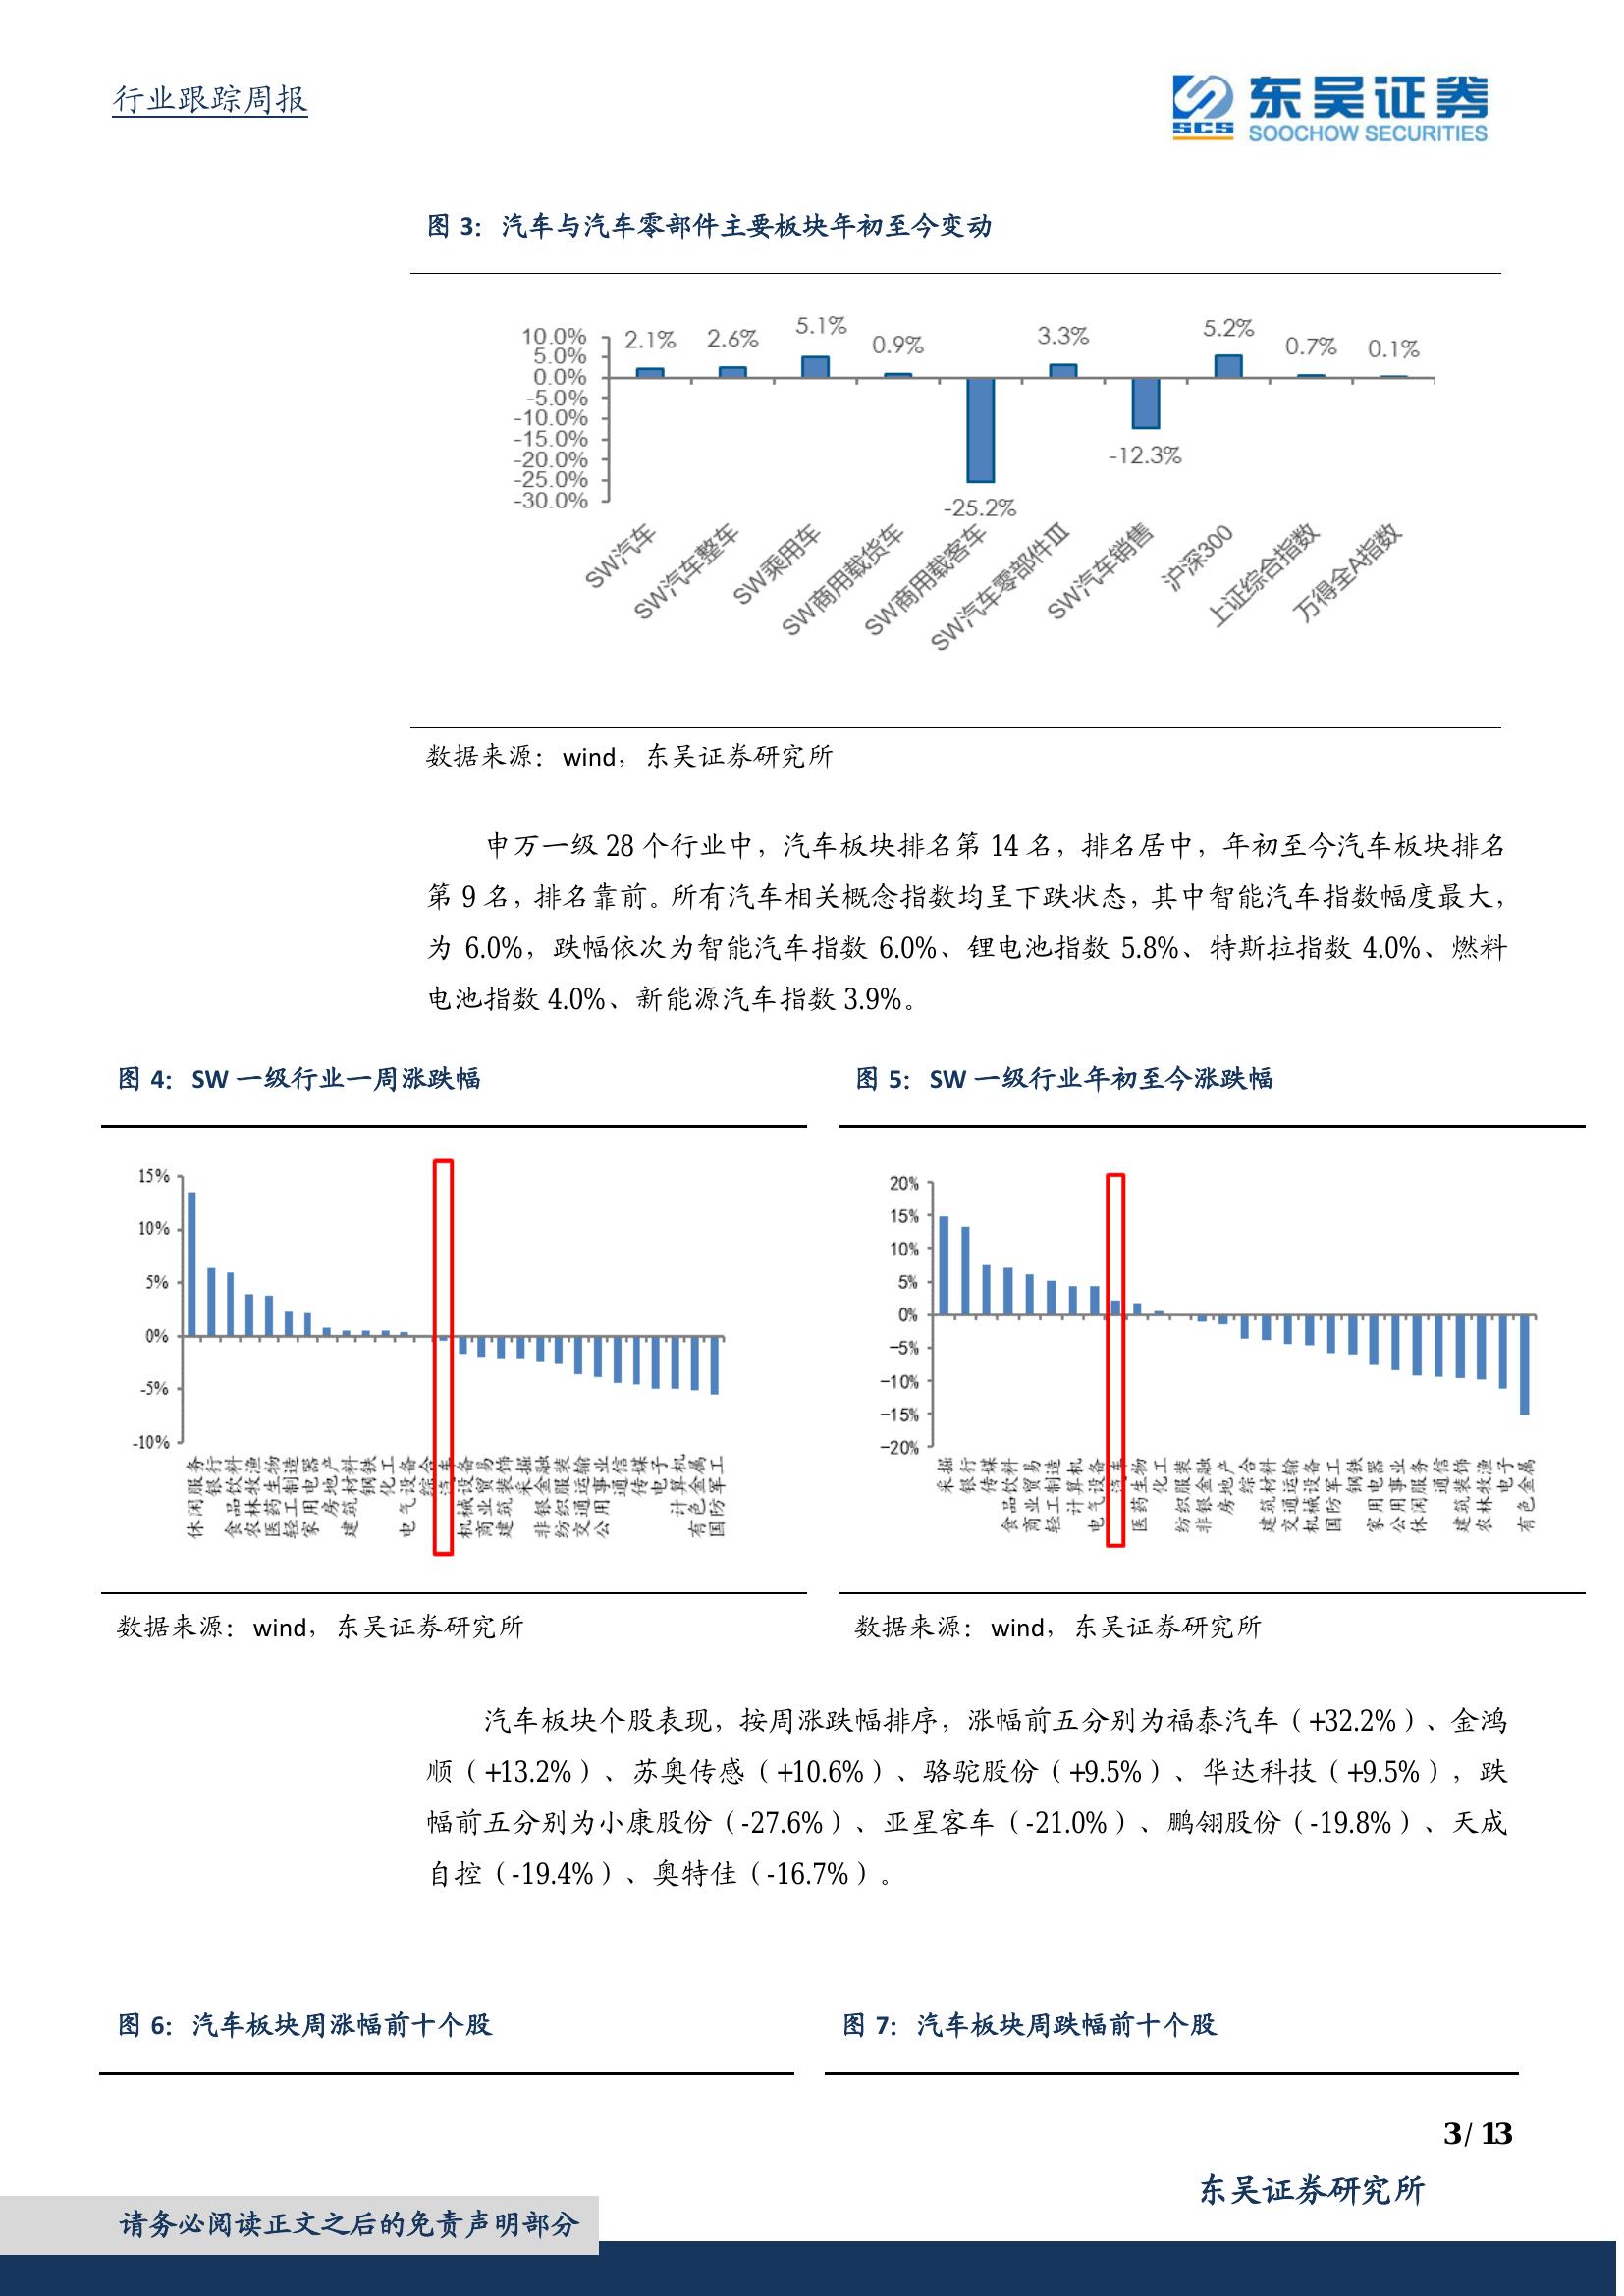 行业跟踪周报
东吴证券
SCS
SOOCHOW SECURITIES
图 3：汽车与汽车零部件主要板块年初至今变动
10.0%
5.0%
0.0%
-5.0%
-10.0%
-15.0%
-20.0%
-25.0%
-30.0%
2.1%
2.6%
5.1%
0.9%
-25.2%
3.3%
-12.3%
5.2%
0.7%
0.1%
SW汽车
SW汽车整车
SW乘用车
SW商用载货车
SW商用载客车
SW汽车零部件III
SW汽车销售
沪深300
上证综合指数
万得全A指数
数据来源：wind，东吴证券研究所
申万一级 28 个行业中，汽车板块排名第 14 名，排名居中，年初至今汽车板块排名
第 9 名，排名靠前。所有汽车相关概念指数均呈下跌状态，其中智能汽车指数幅度最大，
为 6.0%，跌幅依次为智能汽车指数 6.0%、锂电池指数 5.8%、特斯拉指数 4.0%、燃料
电池指数 4.0%、新能源汽车指数 3.9%。
图 4：SW 一级行业一周涨跌幅
15%
10%
5%
0%
-5%
-10%
休闲服务
银行
食品饮料
农林牧渔
医药生物
轻工制造
家用电器
房地产
建筑材料
钢铁
化工
电气设备
综合
汽车
机械设备
商业贸易
建筑装饰
采掘
非银金融
纺织服装
交通运输
公用事业
通信
传媒
电子
计算机
有色金属
国防军工
数据来源：wind，东吴证券研究所
图 5：SW 一级行业年初至今涨跌幅
20%
15%
10%
5%
0%
-5%
-10%
-15%
-20%
采掘
银行
传媒
食品饮料
商业贸易
轻工制造
计算机
电气设备
汽车
医药生物
化工
纺织服装
非银金融
房地产
综合
建筑材料
交通运输
机械设备
国防军工
钢铁
家用电器
公用事业
休闲服务
通信
建筑装饰
农林牧渔
电子
有色金属
数据来源：wind，东吴证券研究所
汽车板块个股表现，按周涨跌幅排序，涨幅前五分别为福泰汽车（+32.2%）、金鸿
顺（+13.2%）、苏奥传感（+10.6%）、骆驼股份（+9.5%）、华达科技（+9.5%），跌
幅前五分别为小康股份（-27.6%）、亚星客车（-21.0%）、鹏翎股份（-19.8%）、天成
自控（-19.4%）、奥特佳（-16.7%）。
图 6：汽车板块周涨幅前十个股
图 7：汽车板块周跌幅前十个股
3 / 13
东吴证券研究所
请务必阅读正文之后的免责声明部分